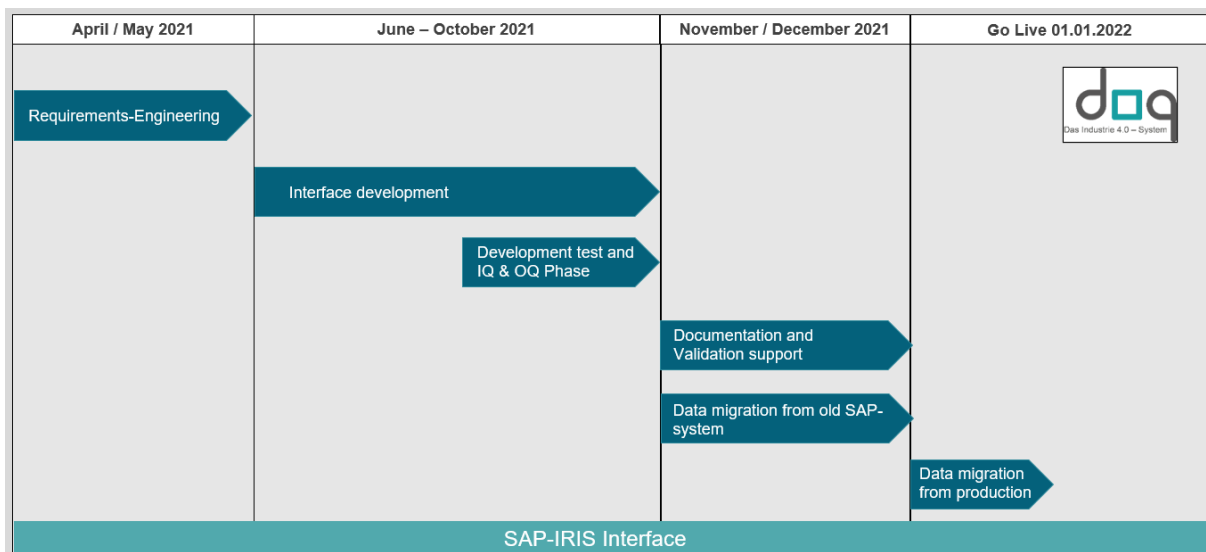 April / May 2021
June – October 2021
November / December 2021
Go Live 01.01.2022
doq
Das Industrie 4.0 – System
Requirements-Engineering
Interface development
Development test and
IQ & OQ Phase
Documentation and
Validation support
Data migration from old SAP-
system
Data migration
from production
SAP-IRIS Interface